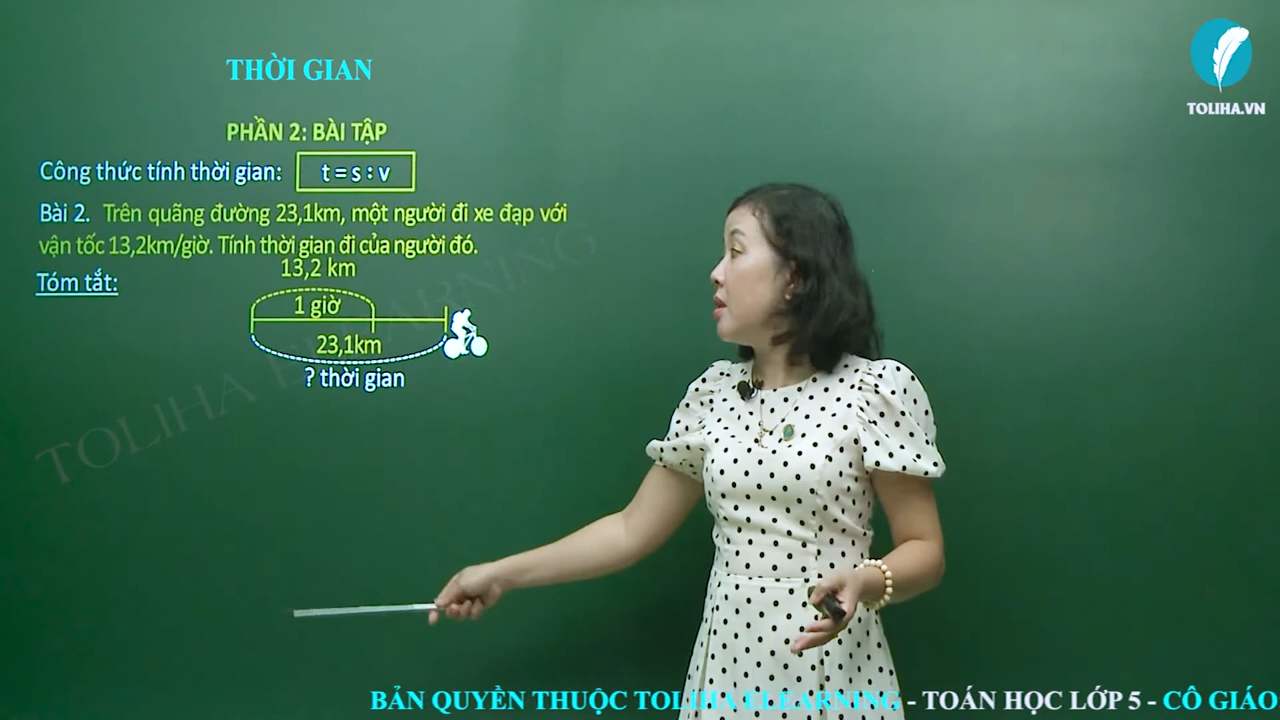 THỜI GIAN
TOLIHA.VN
PHẦN 2: BÀI TẬP
Công thức tính thời gian: t = s : v
Bài 2. Trên quãng đường 23,1km, một người đi xe đạp với
vận tốc 13,2km/giờ. Tính thời gian đi của người đó.
Tóm tắt:
13,2 km
1 giờ
23,1km
? thời gian
TOLIHA ELEARNING
BẢN QUYỀN THUỘC TOLIHA ELEARNING - TOÁN HỌC LỚP 5 - CÔ GIÁO